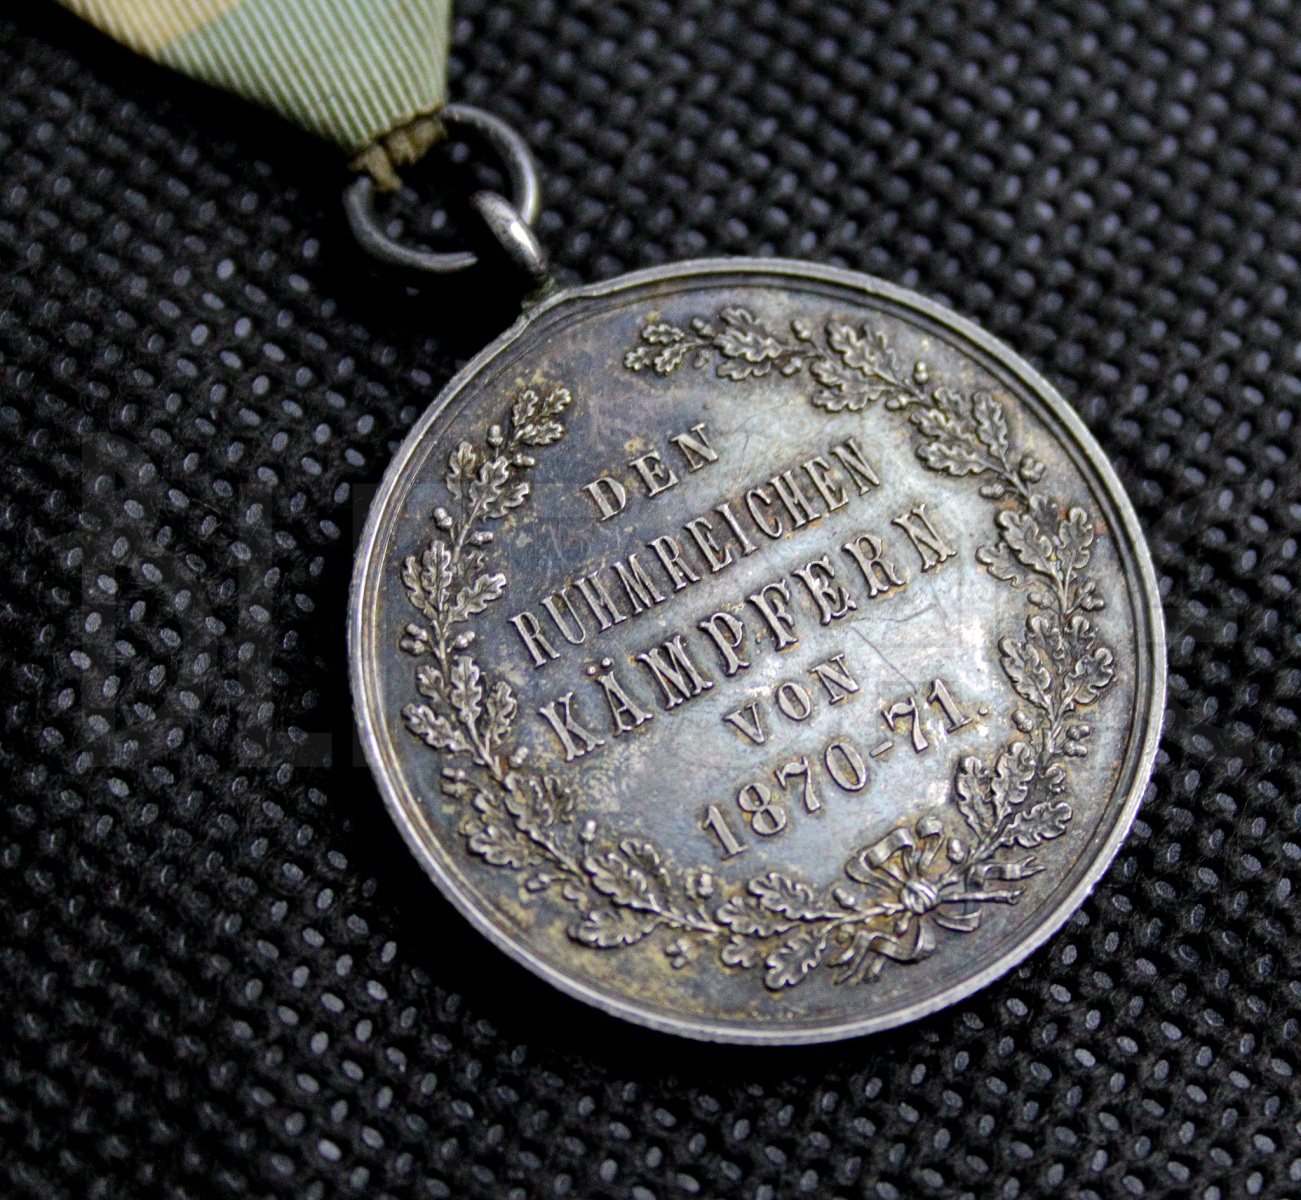 DEN
RUHMREICHEN
KÄMPFERN
VON
1870-71.